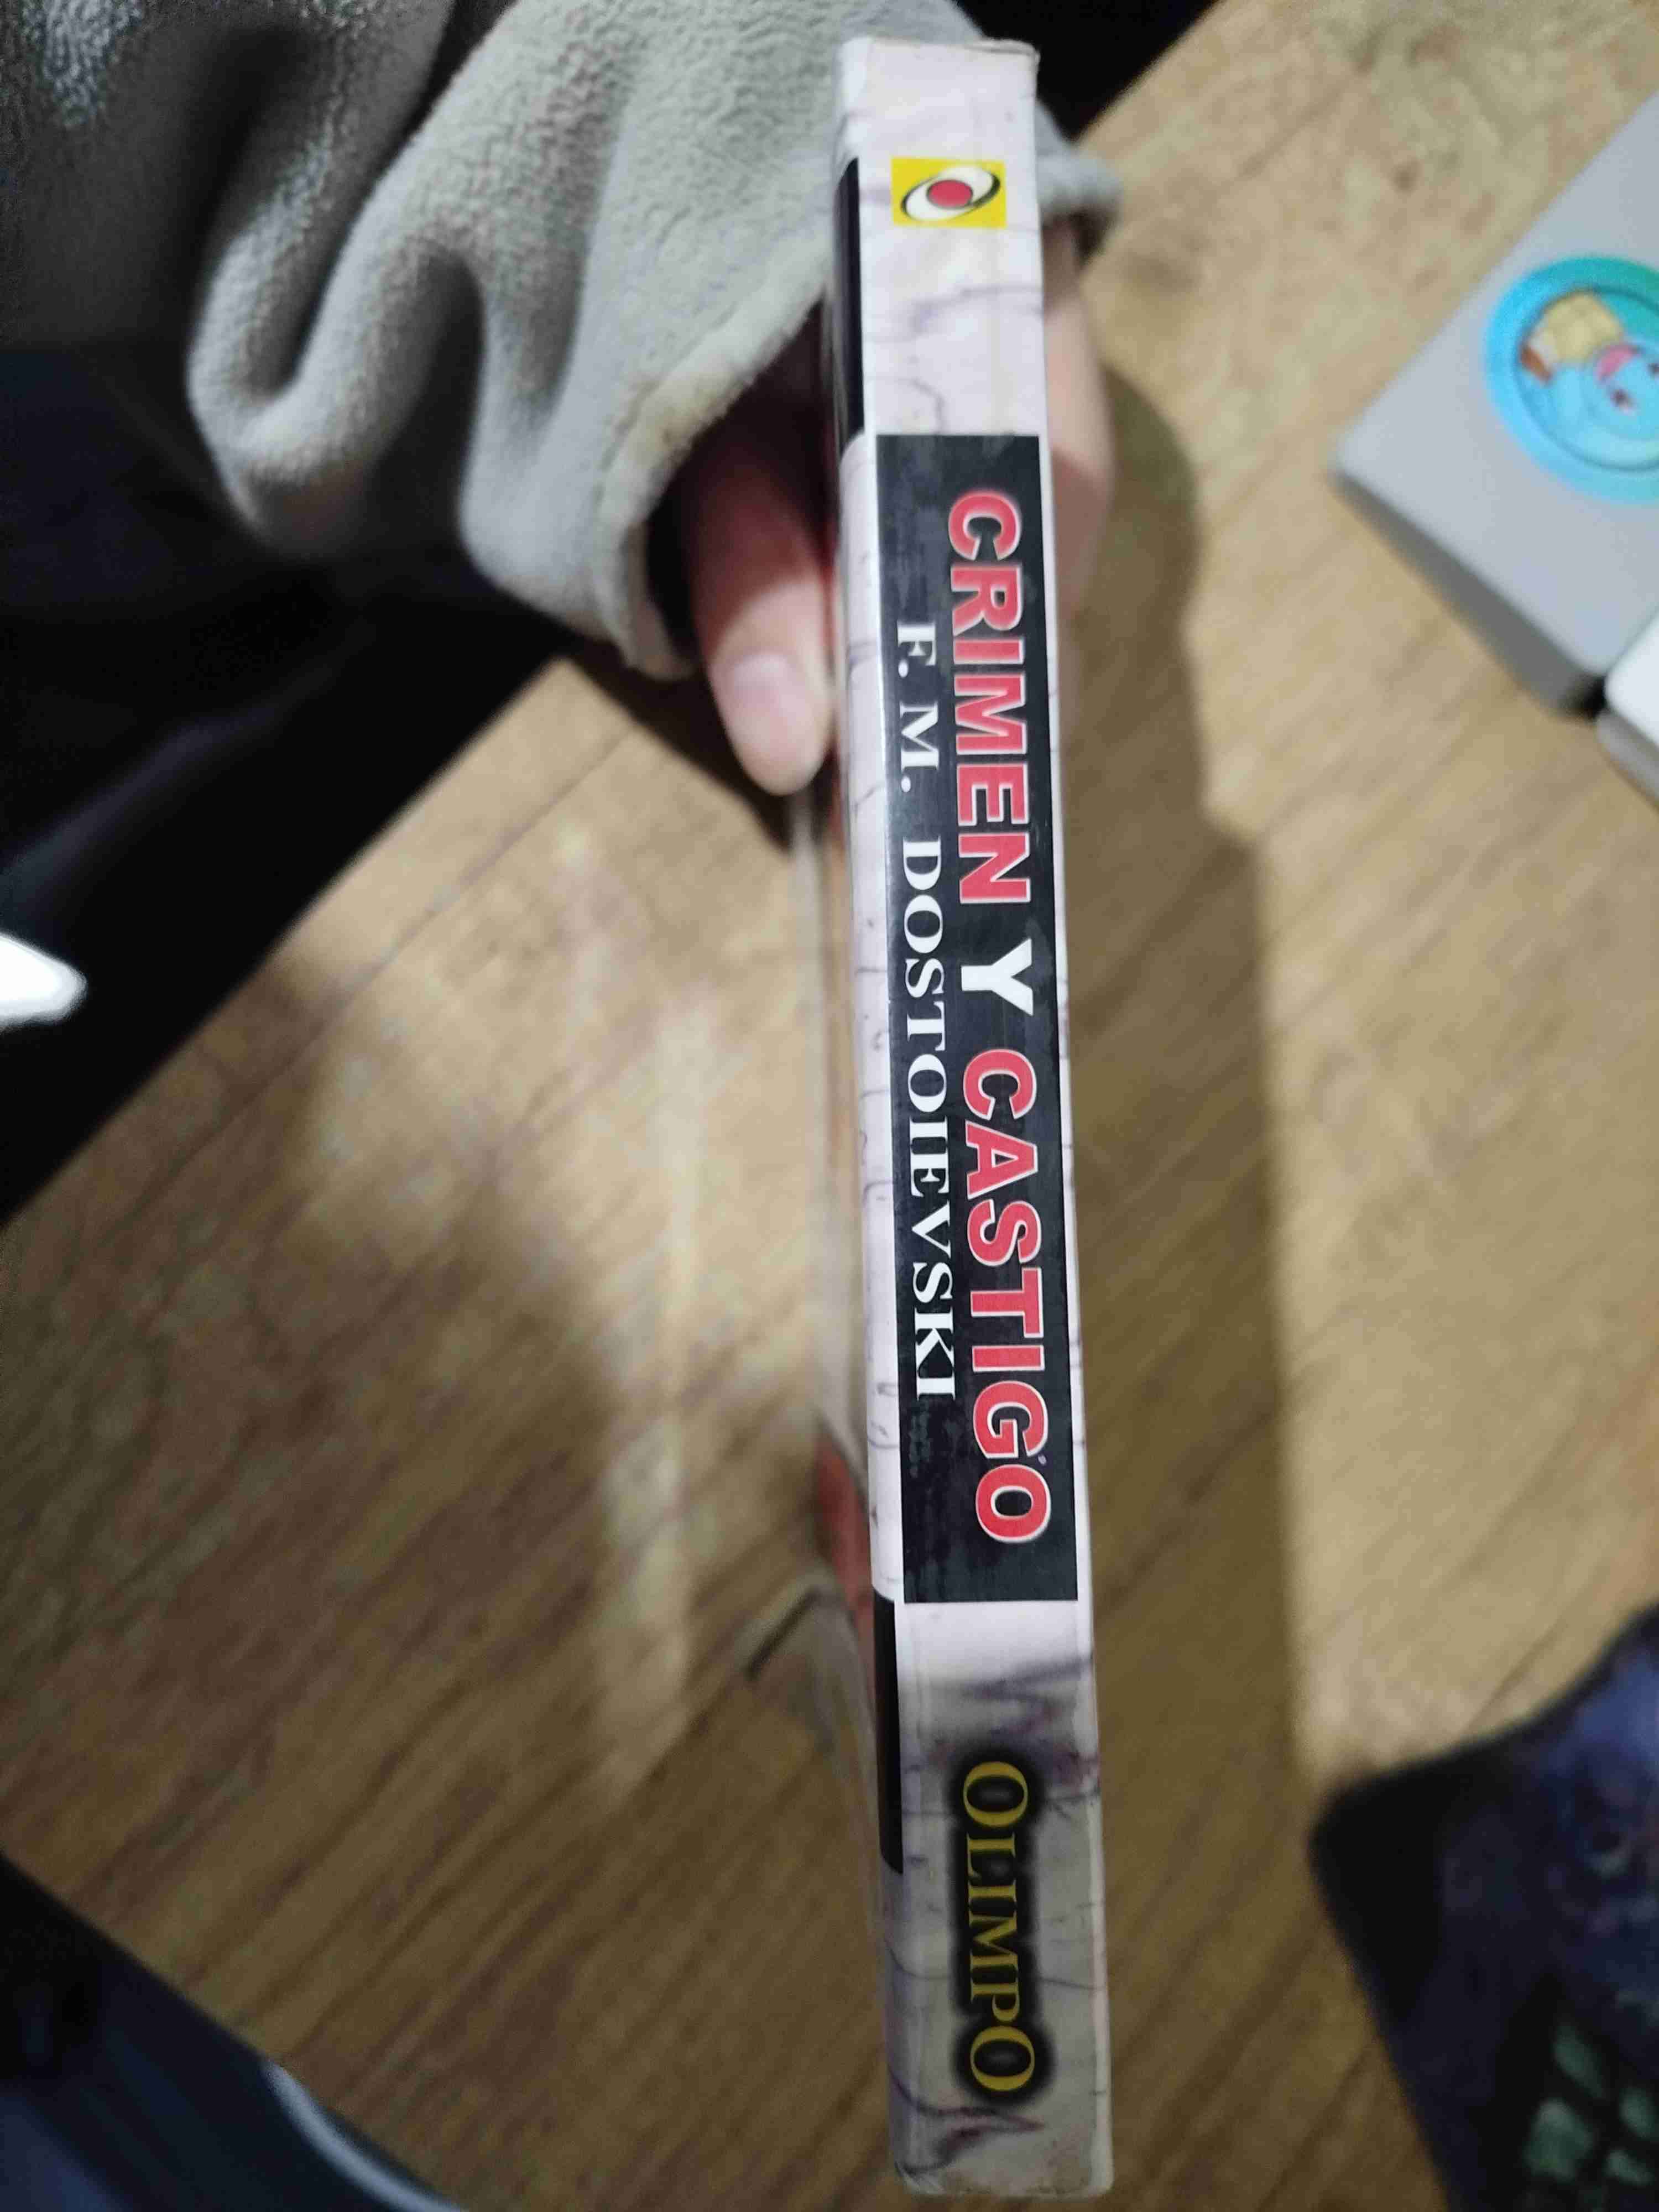 CRIMEN Y CASTIGO
F. M. DOSTOIEVSKI
OLIMPO